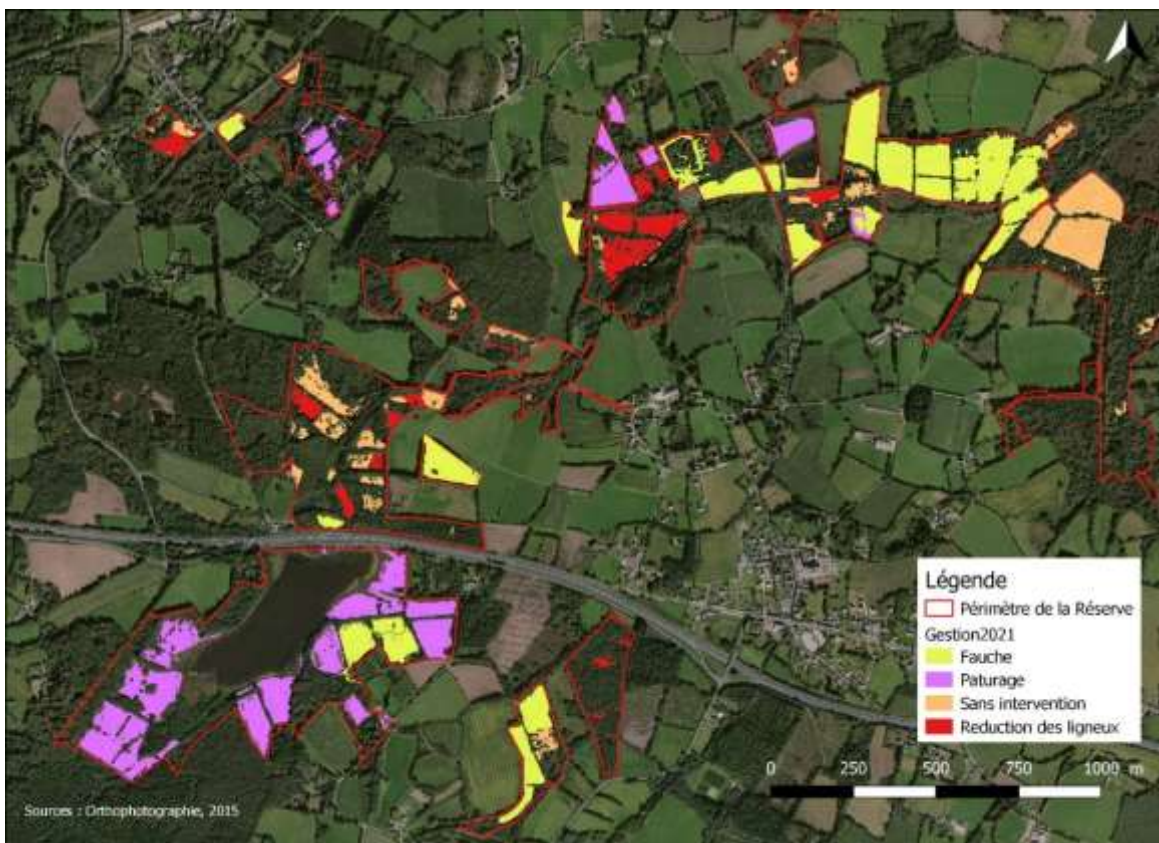 Légende
Périmètre de la Réserve
Gestion2021
Fauche
Paturage
Sans intervention
Reduction des ligneux
0 250 500 750 1000 m
Sources : Orthophotographie, 2015